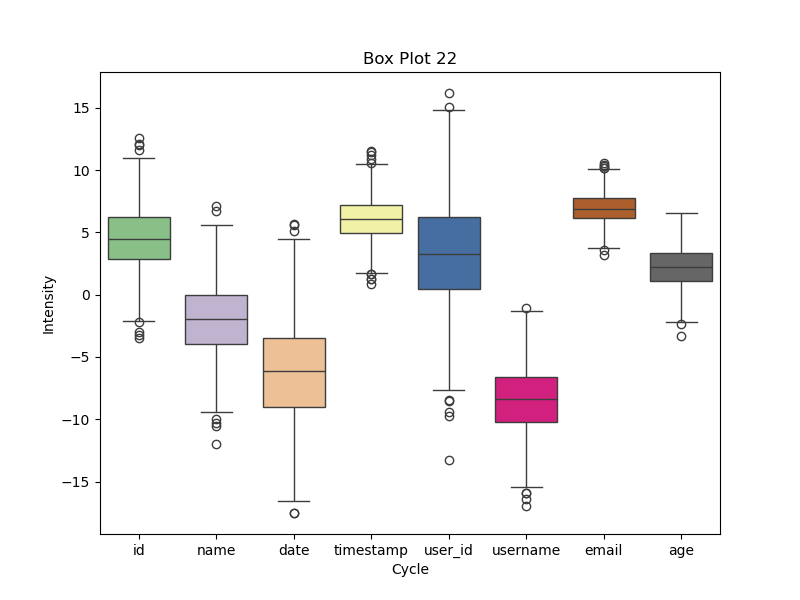 Box Plot 22
Intensity
15
10
5
0
−5
−10
−15
id name date timestamp user_id username email age
Cycle